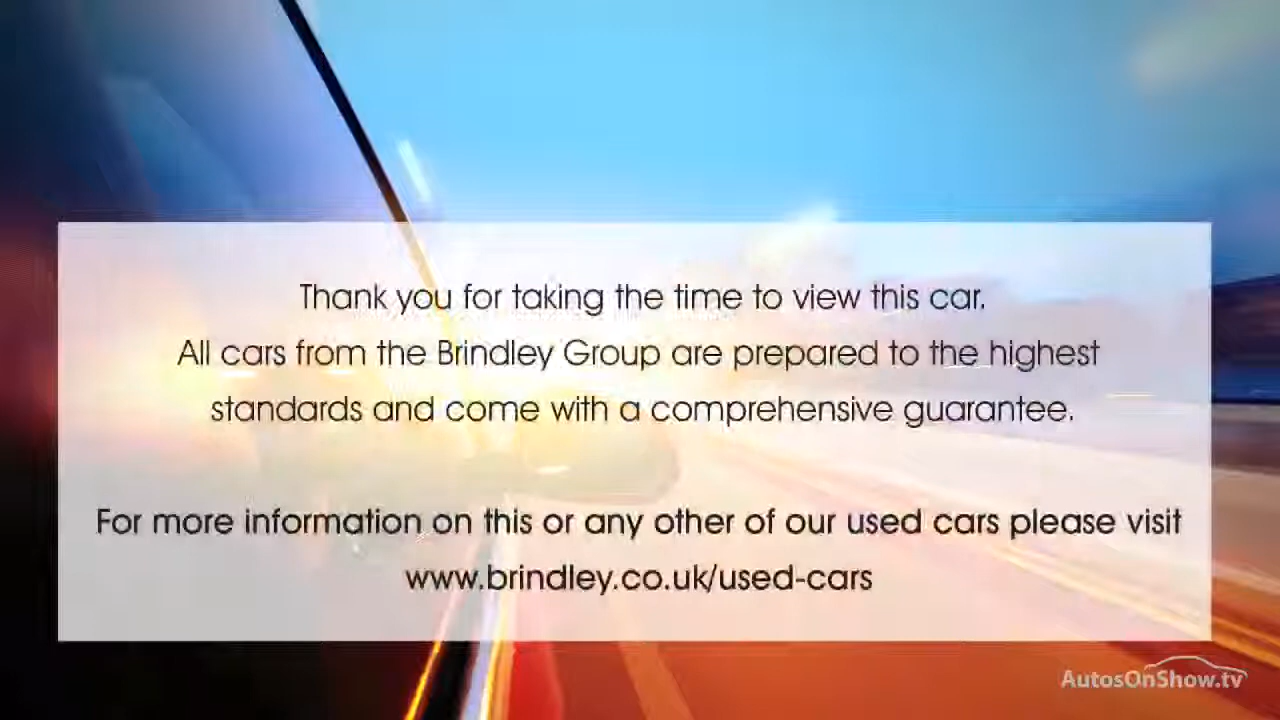 Thank you for taking the time to view this car.
All cars from the Brindley Group are prepared to the highest
standards and come with a comprehensive guarantee.
For more information on this or any other of our used cars please visit
www.brindley.co.uk/used-cars
AutosOnShow.tv